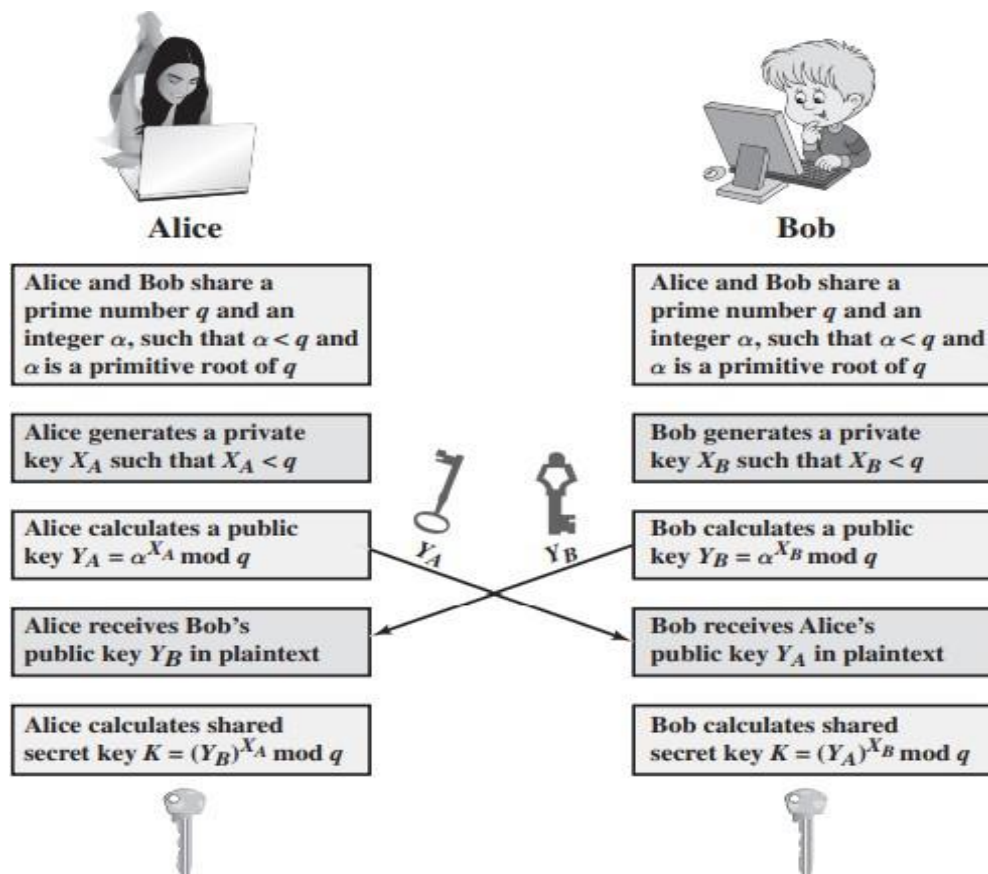 Alice
Alice and Bob share a
prime number q and an
integer α, such that α < q and
α is a primitive root of q
Alice generates a private
key X_A such that X_A < q
Alice calculates a public
key Y_A = α^{X_A} mod q
Alice receives Bob's
public key Y_B in plaintext
Alice calculates shared
secret key K = (Y_B)^{X_A} mod q
Y_A
Y_B
Bob
Alice and Bob share a
prime number q and an
integer α, such that α < q and
α is a primitive root of q
Bob generates a private
key X_B such that X_B < q
Bob calculates a public
key Y_B = α^{X_B} mod q
Bob receives Alice's
public key Y_A in plaintext
Bob calculates shared
secret key K = (Y_A)^{X_B} mod q